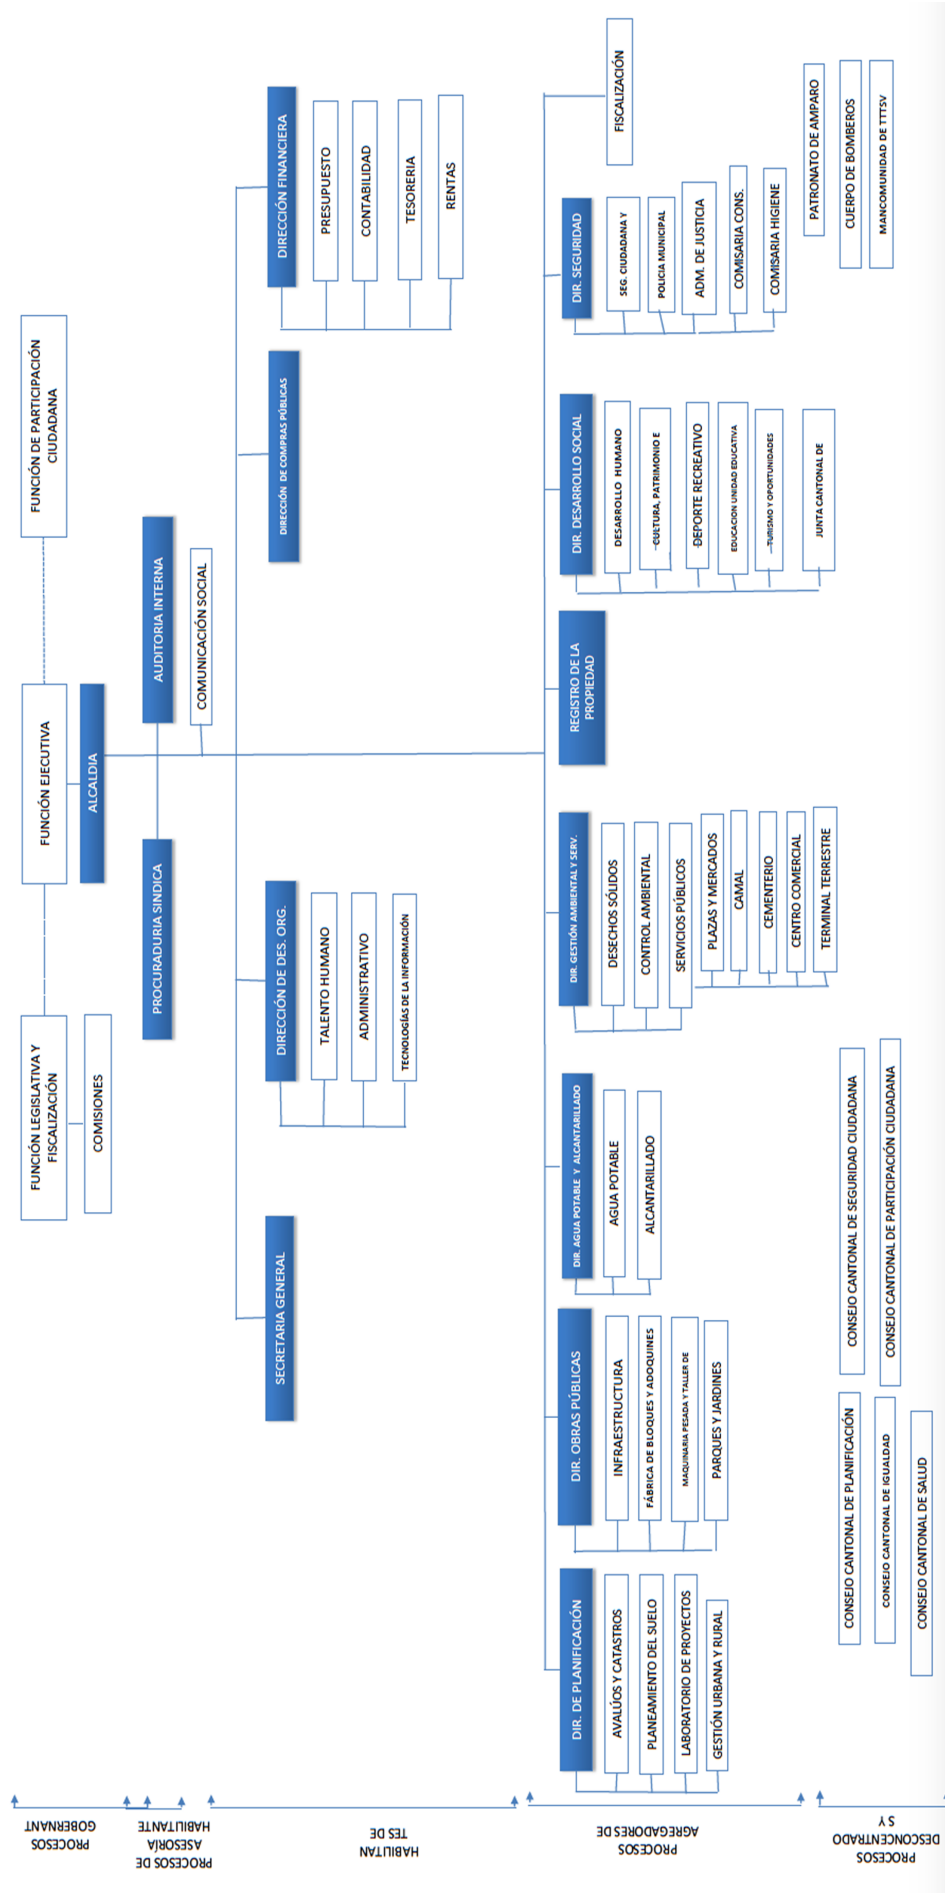 FUNCIÓN LEGISLATIVA Y
FISCALIZACIÓN
COMISIONES
FUNCIÓN EJECUTIVA
ALCALDIA
FUNCIÓN DE PARTICIPACIÓN
CIUDADANA
PROCURADURIA SINDICA
AUDITORIA INTERNA
COMUNICACIÓN SOCIAL
SECRETARIA GENERAL
DIRECCIÓN DE DES. ORG.
TALENTO HUMANO
ADMINISTRATIVO
TECNOLOGÍAS DE LA INFORMACIÓN
DIRECCIÓN DE COMPRAS PÚBLICAS
DIRECCIÓN FINANCIERA
PRESUPUESTO
CONTABILIDAD
TESORERIA
RENTAS
DIR. DE PLANIFICACIÓN
AVALÚOS Y CATASTROS
PLANEAMIENTO DEL SUELO
LABORATORIO DE PROYECTOS
GESTIÓN URBANA Y RURAL
DIR. OBRAS PÚBLICAS
INFRAESTRUCTURA
FÁBRICA DE BLOQUES Y ADOQUINES
MAQUINARIA PESADA Y TALLER DE
PARQUES Y JARDINES
DIR. AGUA POTABLE Y ALCANTARILLADO
AGUA POTABLE
ALCANTARILLADO
DIR. GESTIÓN AMBIENTAL Y SERV.
DESECHOS SÓLIDOS
CONTROL AMBIENTAL
SERVICIOS PÚBLICOS
PLAZAS Y MERCADOS
CAMAL
CEMENTERIO
CENTRO COMERCIAL
TERMINAL TERRESTRE
REGISTRO DE LA
PROPIEDAD
DIR. DESARROLLO SOCIAL
DESARROLLO HUMANO
CULTURA, PATRIMONIO E
DEPORTE RECREATIVO
EDUCACION UNIDAD EDUCATIVA
TURISMO Y OPORTUNIDADES
JUNTA CANTONAL DE
DIR. SEGURIDAD
SEG. CIUDADANA Y
POLICIA MUNICIPAL
ADM. DE JUSTICIA
COMISARIA CONS.
COMISARIA HIGIENE
FISCALIZACIÓN
CONSEJO CANTONAL DE PLANIFICACIÓN
CONSEJO CANTONAL DE IGUALDAD
CONSEJO CANTONAL DE SALUD
CONSEJO CANTONAL DE SEGURIDAD CIUDADANA
CONSEJO CANTONAL DE PARTICIPACIÓN CIUDADANA
PATRONATO DE AMPARO
CUERPO DE BOMBEROS
MANCOMUNIDAD DE TTTSV
PROCESOS
GOBERNANT
PROCESOS DE
ASESORÍA
HABILITANTE
HABILITAN
TES DE
PROCESOS
AGREGADORES DE
PROCESOS
DESCONCENTRADO
S Y